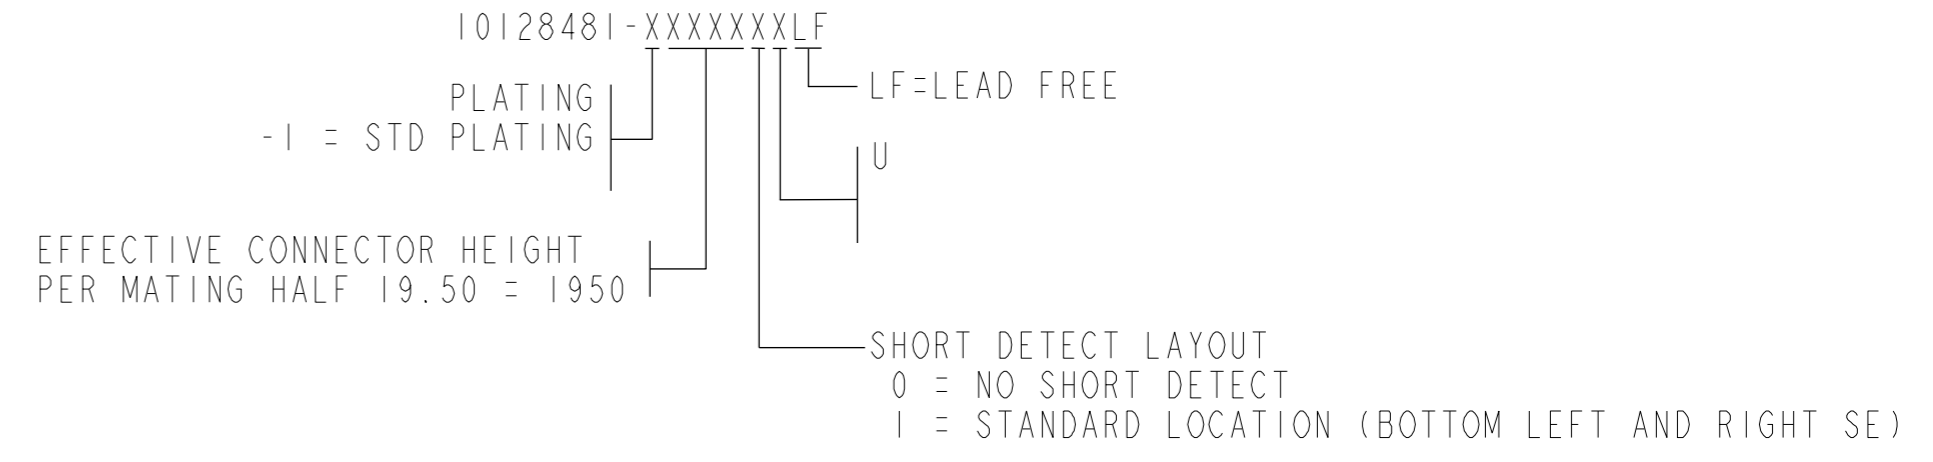 10128481-XXXXXXXLF
LF=LEAD FREE
PLATING
-1 = STD PLATING
U
EFFECTIVE CONNECTOR HEIGHT
PER MATING HALF 19.50 = 1950
SHORT DETECT LAYOUT
0 = NO SHORT DETECT
1 = STANDARD LOCATION (BOTTOM LEFT AND RIGHT SE)